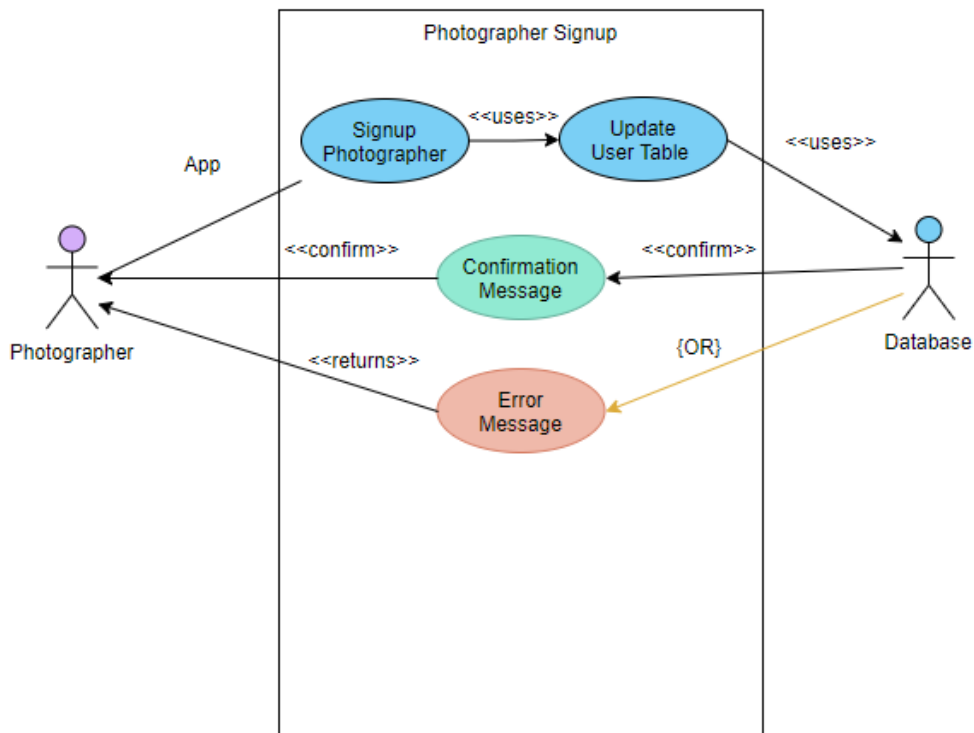 Photographer Signup
<<uses>>
Signup
Photographer
Update
User Table
<<uses>>
App
<<confirm>>
<<confirm>>
Confirmation
Message
Photographer
Database
{OR}
<<returns>>
Error
Message